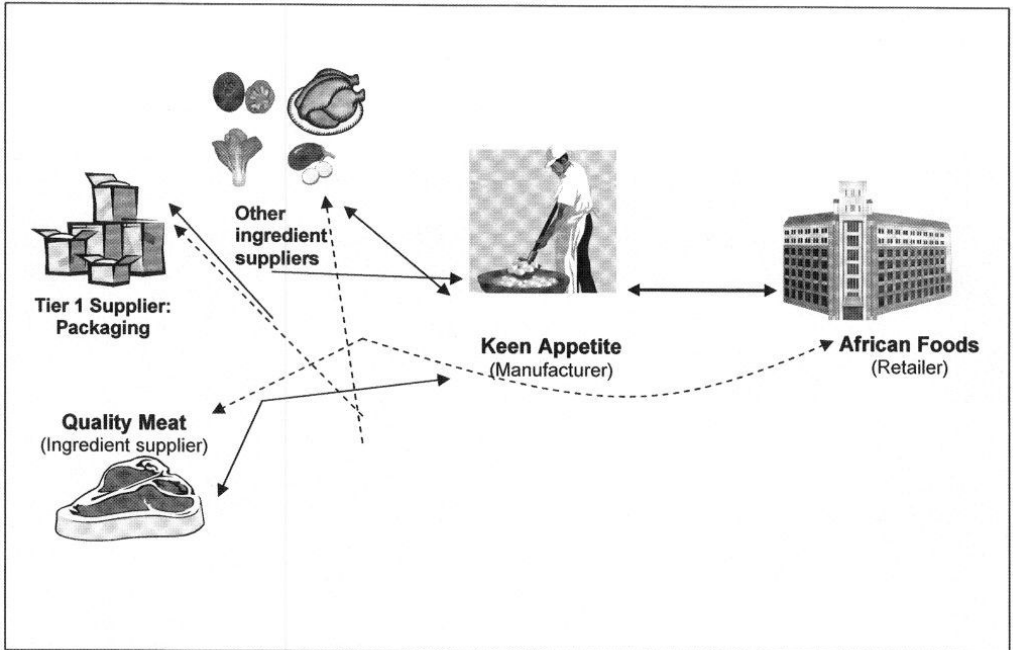 Other
ingredient
suppliers
Tier 1 Supplier:
Packaging
Keen Appetite
(Manufacturer)
African Foods
(Retailer)
Quality Meat
(Ingredient supplier)